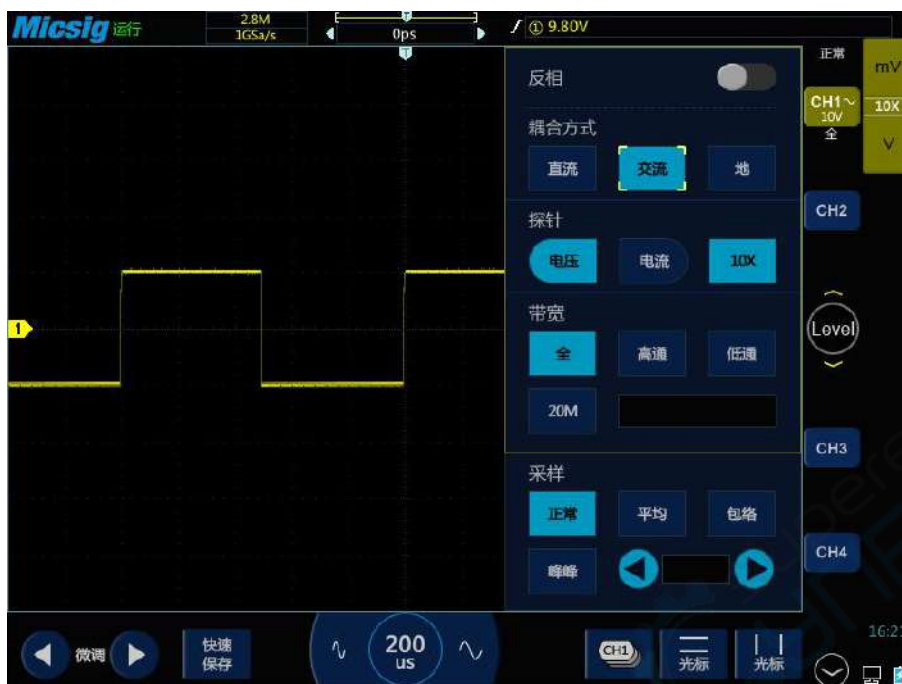 Micsig 运行
2.8M
1GSa/s
T
0ps
① 9.80V
T
正常
mV
10X
V
CH1
10V
全
反相
耦合方式
直流 交流 地
探针
电压 电流 10X
CH2
带宽
全 高通 低通
20M
1
Level
CH3
采样
正常 平均 包络
峰峰
CH4
微调
快速
保存
200
us
CH1
光标
光标
16:21